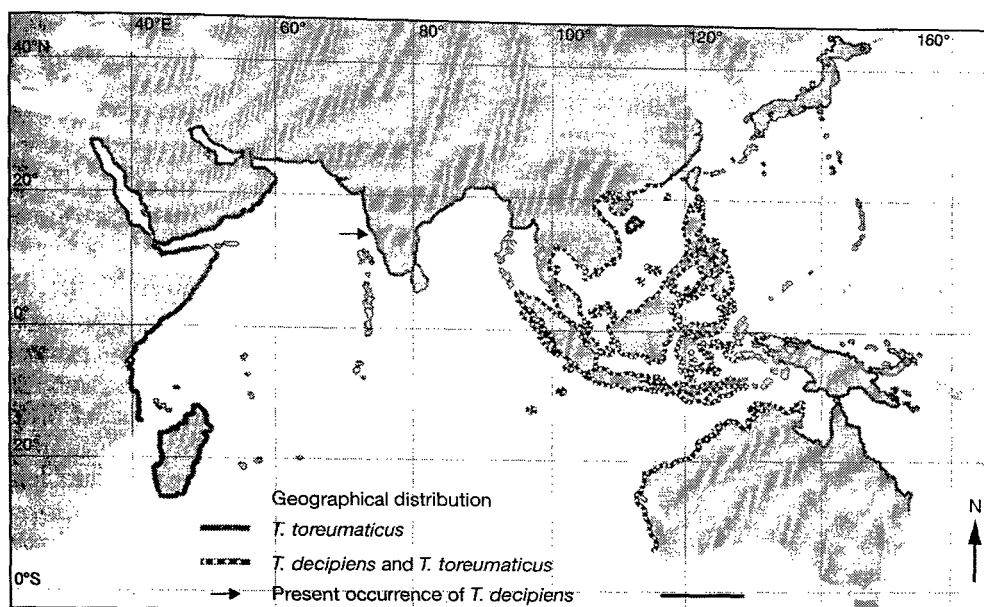 40°E 60° 80° 100° 120° 160°
40°N
20°
0°
20°
Geographical distribution
T. toreumaticus
T. decipiens and T. toreumaticus
Present occurrence of T. decipiens
0°S
N